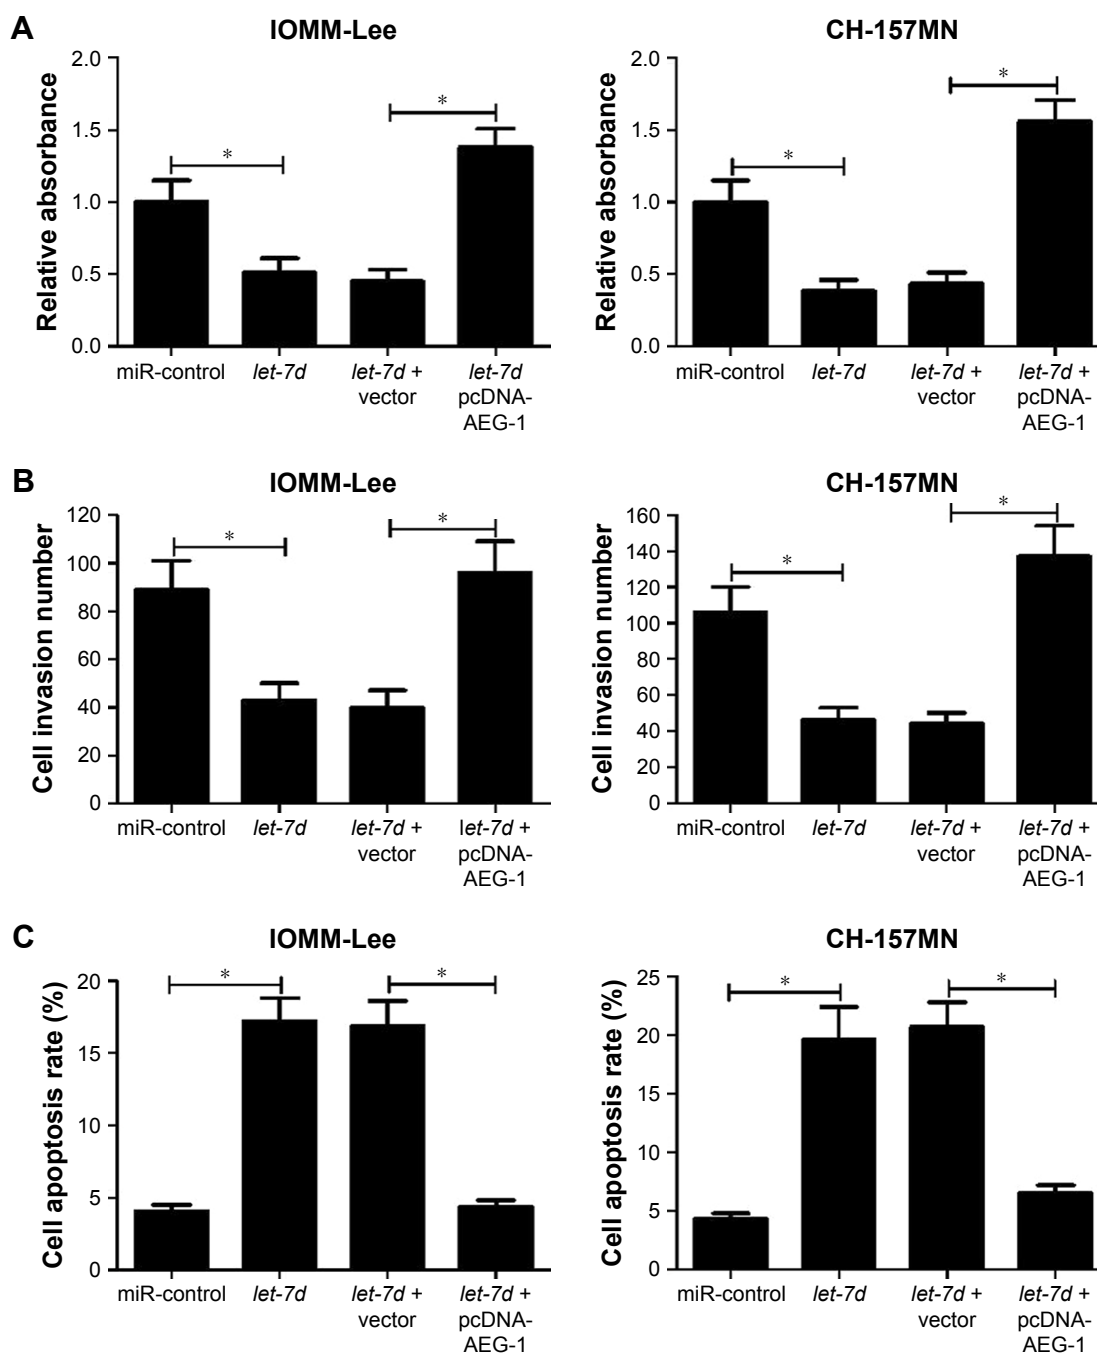 A
IOMM-Lee
CH-157MN
Relative absorbance
2.0
1.5
1.0
0.5
0.0
*
*
miR-control
let-7d
let-7d +
vector
let-7d
pcDNA-
AEG-1
Relative absorbance
2.0
1.5
1.0
0.5
0.0
*
*
miR-control
let-7d
let-7d +
vector
let-7d +
pcDNA-
AEG-1
B
IOMM-Lee
CH-157MN
Cell invasion number
120
100
80
60
40
20
0
*
*
miR-control
let-7d
let-7d +
vector
let-7d +
pcDNA-
AEG-1
Cell invasion number
160
140
120
100
80
60
40
20
0
*
*
miR-control
let-7d
let-7d +
vector
let-7d +
pcDNA-
AEG-1
C
IOMM-Lee
CH-157MN
Cell apoptosis rate (%)
20
15
10
5
0
*
*
miR-control
let-7d
let-7d +
vector
let-7d +
pcDNA-
AEG-1
Cell apoptosis rate (%)
25
20
15
10
5
0
*
*
miR-control
let-7d
let-7d +
vector
let-7d +
pcDNA-
AEG-1